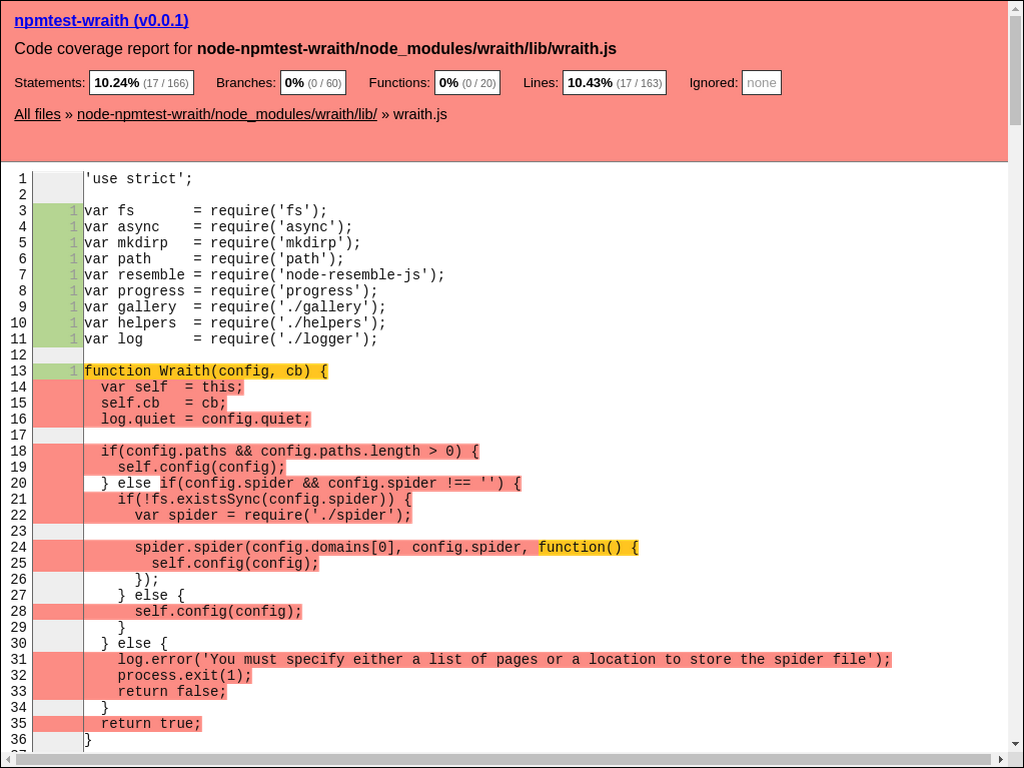 npmtest-wraith (v0.0.1)
Code coverage report for node-npmtest-wraith/node_modules/wraith/lib/wraith.js
Statements: 10.24% (17 / 166) Branches: 0% (0 / 60) Functions: 0% (0 / 20) Lines: 10.43% (17 / 163) Ignored: none
All files » node-npmtest-wraith/node_modules/wraith/lib/ » wraith.js
1 'use strict';
2
3 1 var fs       = require('fs');
4 1 var async    = require('async');
5 1 var mkdirp   = require('mkdirp');
6 1 var path     = require('path');
7 1 var resemble = require('node-resemble-js');
8 1 var progress = require('progress');
9 1 var gallery  = require('./gallery');
10 1 var helpers  = require('./helpers');
11 1 var log      = require('./logger');
12
13 1 function Wraith(config, cb) {
14   var self  = this;
15   self.cb   = cb;
16   log.quiet = config.quiet;
17
18   if(config.paths && config.paths.length > 0) {
19     self.config(config);
20   } else if(config.spider && config.spider !== '') {
21     if(!fs.existsSync(config.spider)) {
22       var spider = require('./spider');
23
24       spider.spider(config.domains[0], config.spider, function() {
25         self.config(config);
26       });
27     } else {
28       self.config(config);
29     }
30   } else {
31     log.error('You must specify either a list of pages or a location to store the spider file');
32     process.exit(1);
33     return false;
34   }
35   return true;
36 }